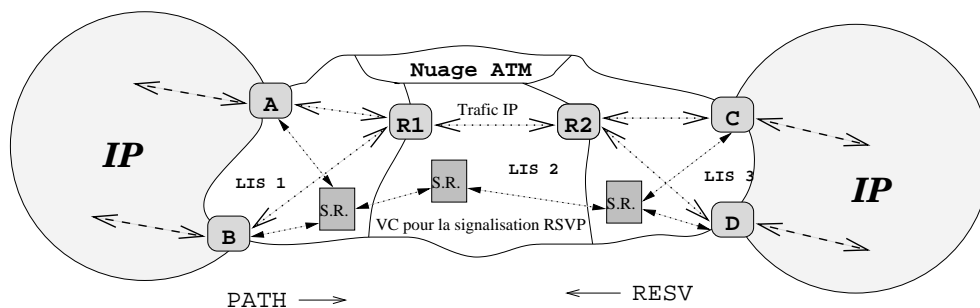 Nuage ATM
A
Trafic IP
C
R1
R2
IP
IP
LIS 1
LIS 2
LIS 3
S.R.
S.R.
S.R.
B
VC pour la signalisation RSVP
D
PATH
RESV